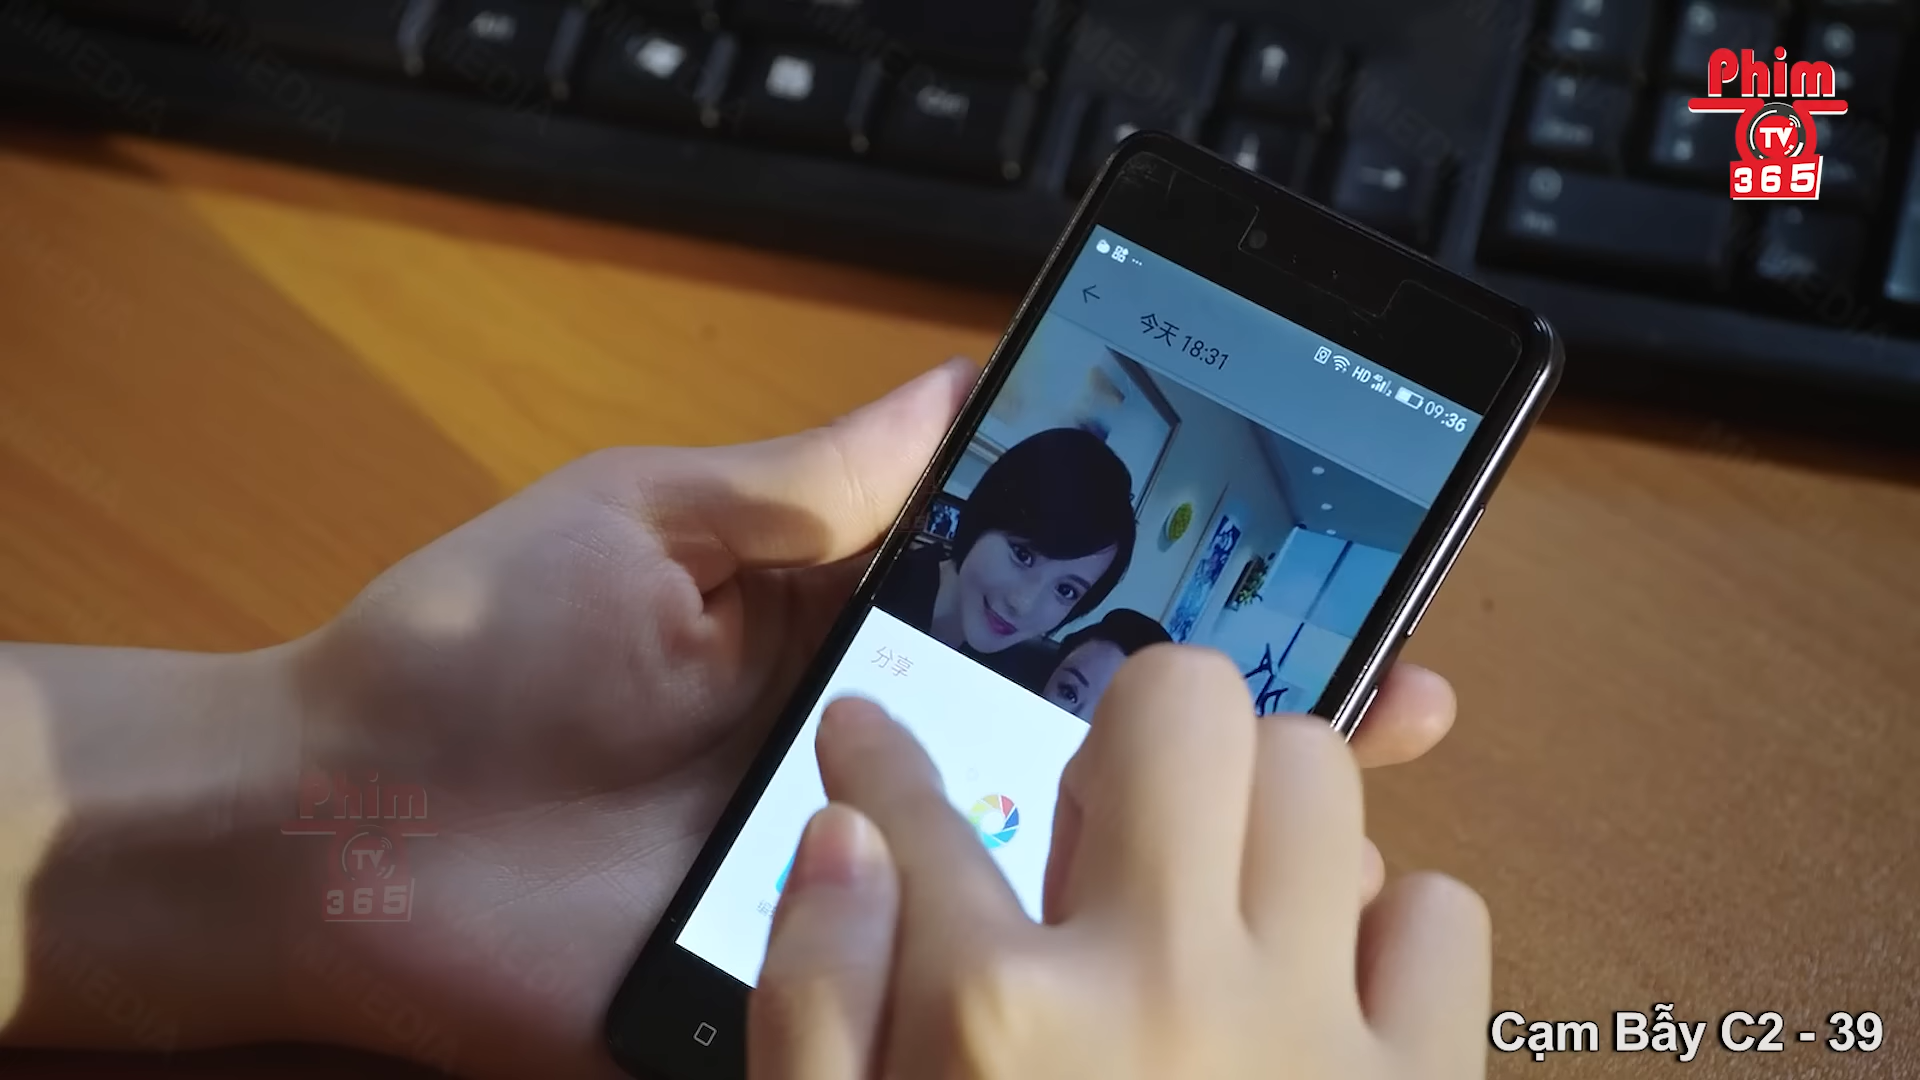 Phim
TV
365
今天 18:31
HD 4G 09:36
分享
Phim
TV
365
Cạm Bẫy C2 - 39